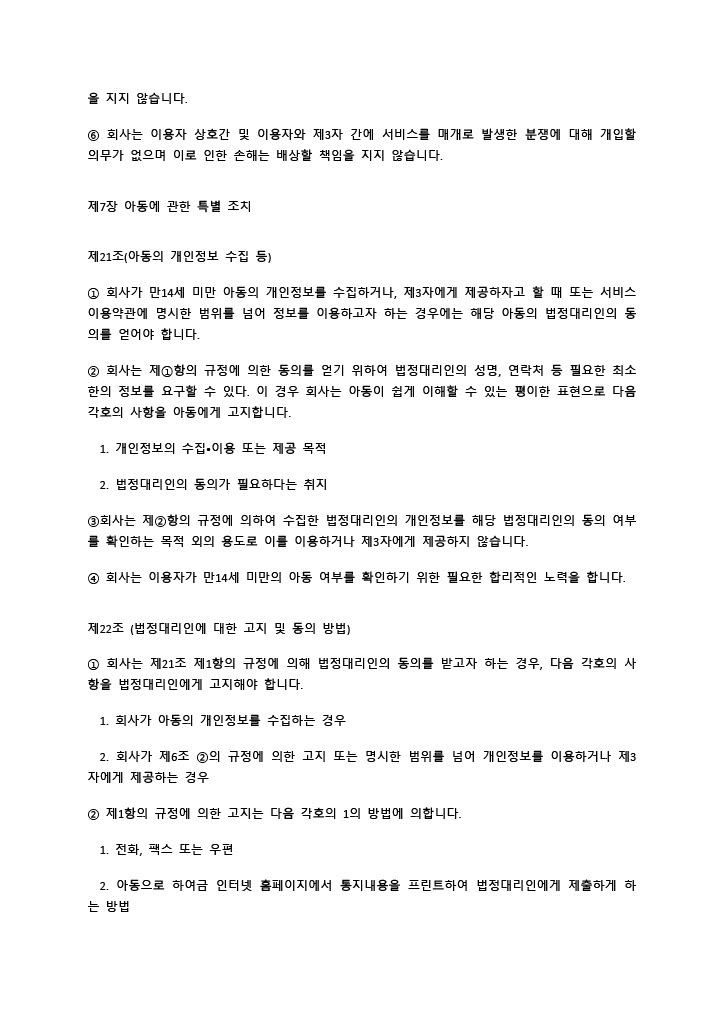 을 지지 않습니다.
⑥ 회사는 이용자 상호간 및 이용자와 제3자 간에 서비스를 매개로 발생한 분쟁에 대해 개입할
의무가 없으며 이로 인한 손해는 배상할 책임을 지지 않습니다.
제7장 아동에 관한 특별 조치
제21조(아동의 개인정보 수집 등)
① 회사가 만14세 미만 아동의 개인정보를 수집하거나, 제3자에게 제공하자고 할 때 또는 서비스
이용약관에 명시한 범위를 넘어 정보를 이용하고자 하는 경우에는 해당 아동의 법정대리인의 동
의를 얻어야 합니다.
② 회사는 제①항의 규정에 의한 동의를 얻기 위하여 법정대리인의 성명, 연락처 등 필요한 최소
한의 정보를 요구할 수 있다. 이 경우 회사는 아동이 쉽게 이해할 수 있는 평이한 표현으로 다음
각호의 사항을 아동에게 고지합니다.
1. 개인정보의 수집•이용 또는 제공 목적
2. 법정대리인의 동의가 필요하다는 취지
③회사는 제②항의 규정에 의하여 수집한 법정대리인의 개인정보를 해당 법정대리인의 동의 여부
를 확인하는 목적 외의 용도로 이를 이용하거나 제3자에게 제공하지 않습니다.
④ 회사는 이용자가 만14세 미만의 아동 여부를 확인하기 위한 필요한 합리적인 노력을 합니다.
제22조 (법정대리인에 대한 고지 및 동의 방법)
① 회사는 제21조 제1항의 규정에 의해 법정대리인의 동의를 받고자 하는 경우, 다음 각호의 사
항을 법정대리인에게 고지해야 합니다.
1. 회사가 아동의 개인정보를 수집하는 경우
2. 회사가 제6조 ②의 규정에 의한 고지 또는 명시한 범위를 넘어 개인정보를 이용하거나 제3
자에게 제공하는 경우
② 제1항의 규정에 의한 고지는 다음 각호의 1의 방법에 의합니다.
1. 전화, 팩스 또는 우편
2. 아동으로 하여금 인터넷 홈페이지에서 통지내용을 프린트하여 법정대리인에게 제출하게 하
는 방법